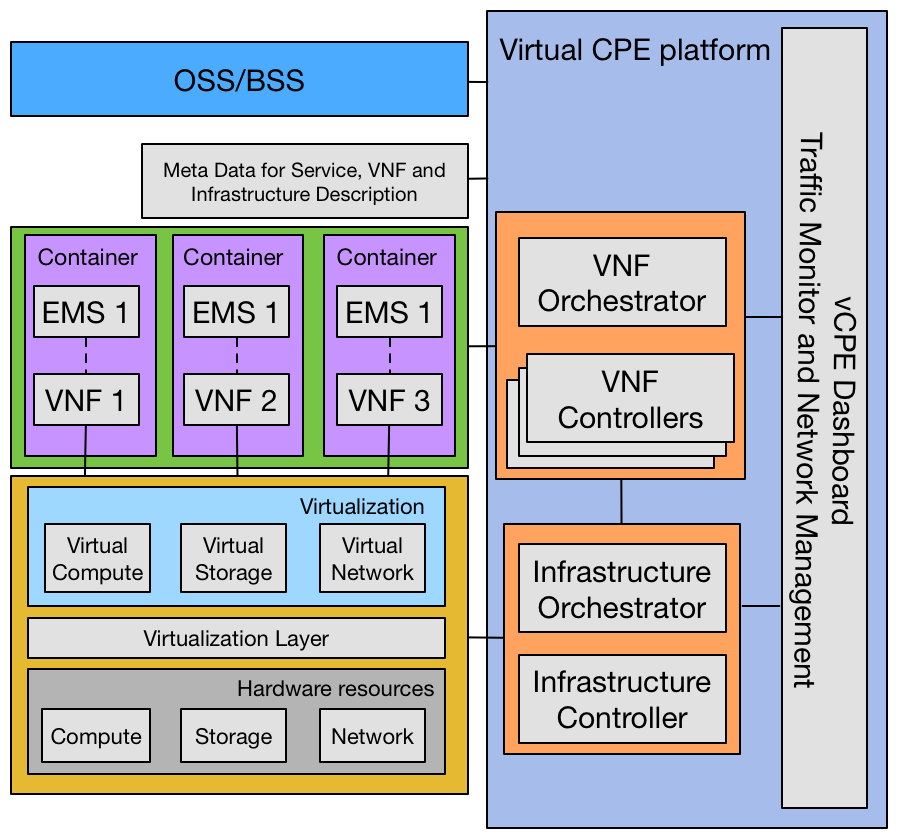 OSS/BSS
Meta Data for Service, VNF and
Infrastructure Description
Container
EMS 1
VNF 1
Container
EMS 1
VNF 2
Container
EMS 1
VNF 3
Virtualization
Virtual
Compute
Virtual
Storage
Virtual
Network
Virtualization Layer
Hardware resources
Compute
Storage
Network
Virtual CPE platform
VNF
Orchestrator
VNF
Controllers
Infrastructure
Orchestrator
Infrastructure
Controller
vCPE Dashboard
Traffic Monitor and Network Management